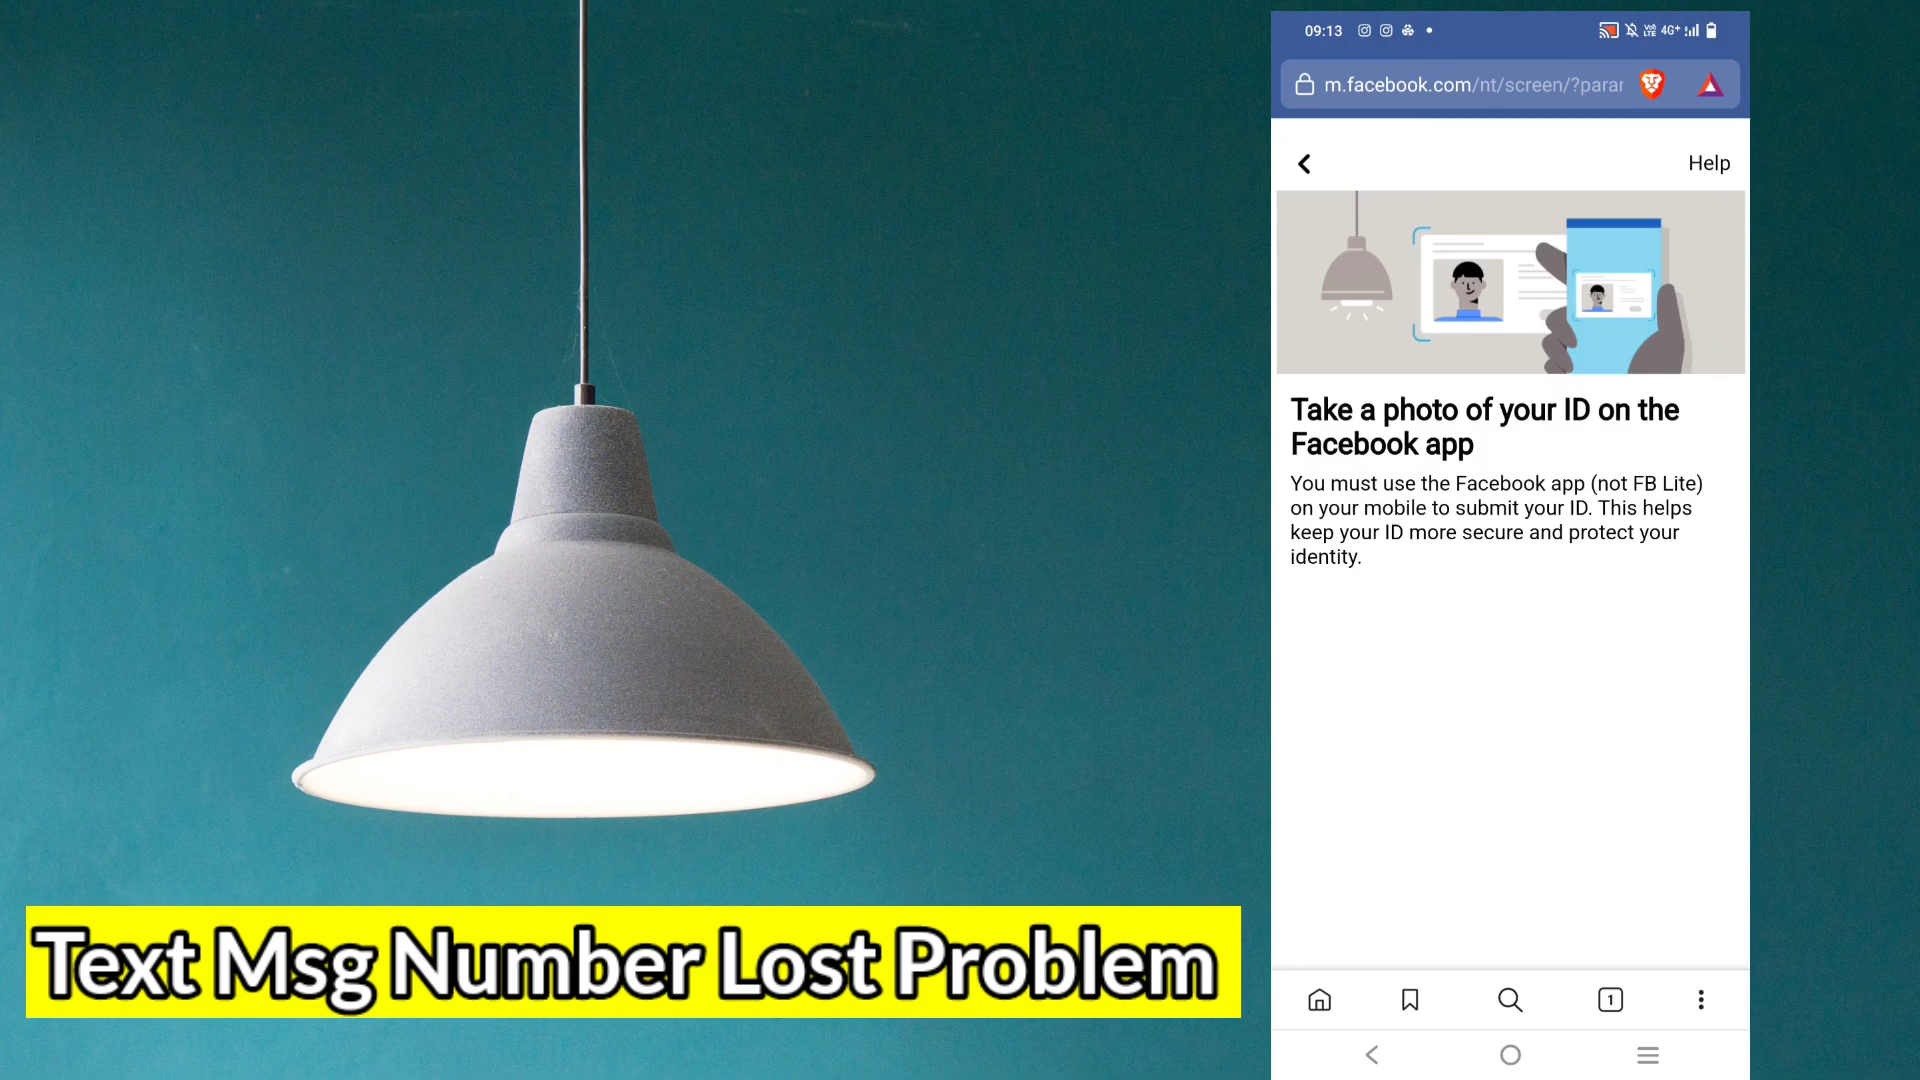 09:13
4G+
m.facebook.com/nt/screen/?parar
Help
Take a photo of your ID on the
Facebook app
You must use the Facebook app (not FB Lite)
on your mobile to submit your ID. This helps
keep your ID more secure and protect your
identity.
Text Msg Number Lost Problem
1